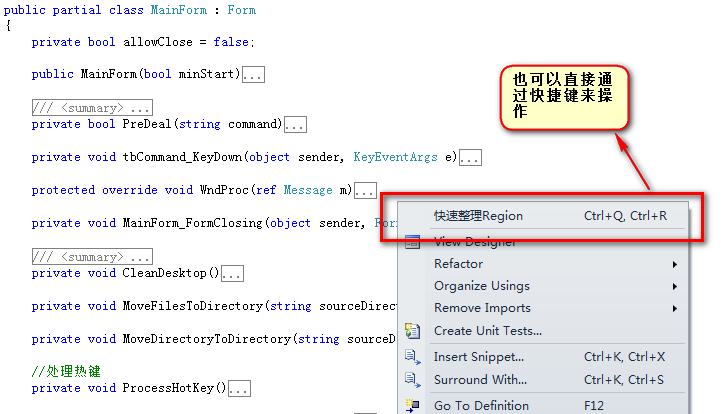 public partial class MainForm : Form
{
private bool allowClose = false;
public MainForm(bool minStart)...
/// <summary> ...
private bool PreDeal(string command)...
private void tbCommand_KeyDown(object sender, KeyEventArgs e)...
protected override void WndProc(ref Message m)...
private void MainForm_FormClosing(object sender, For
/// <summary> ...
private void CleanDesktop()...
private void MoveFilesToDirectory(string sourceDirect
private void MoveDirectoryToDirectory(string sourceD
//处理热键
private void ProcessHotKey()...
也可以直接通
过快捷键来操
作
快速整理Region Ctrl+Q, Ctrl+R
View Designer
Refactor
Organize Usings
Remove Imports
Create Unit Tests...
Insert Snippet... Ctrl+K, Ctrl+X
Surround With... Ctrl+K, Ctrl+S
Go To Definition F12